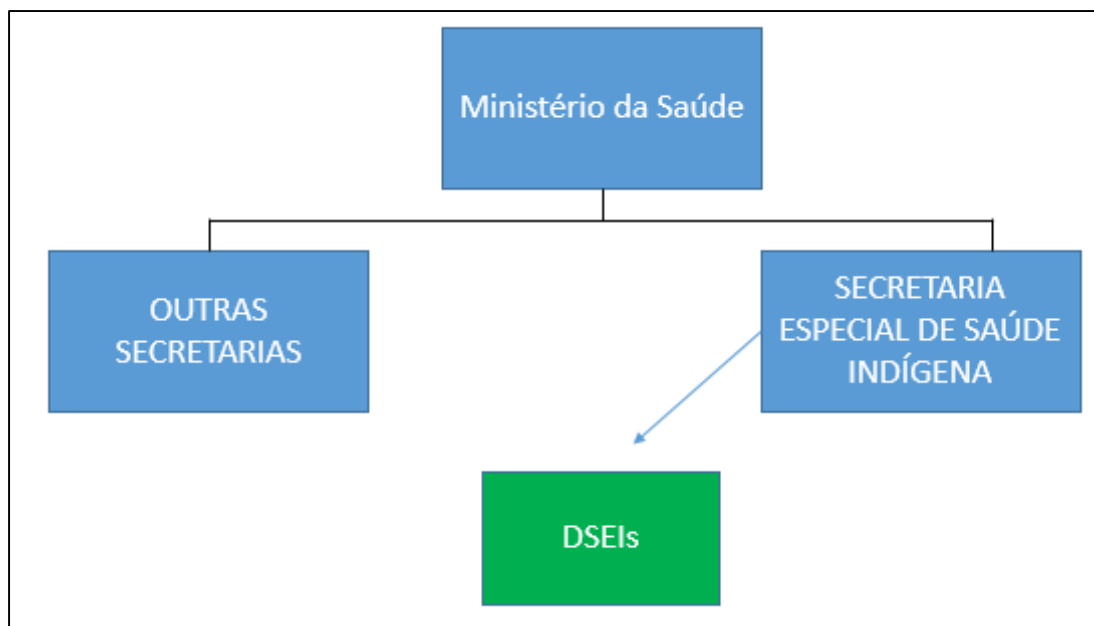 Ministério da Saúde
OUTRAS
SECRETARIAS
SECRETARIA
ESPECIAL DE SAÚDE
INDÍGENA
DSEIs